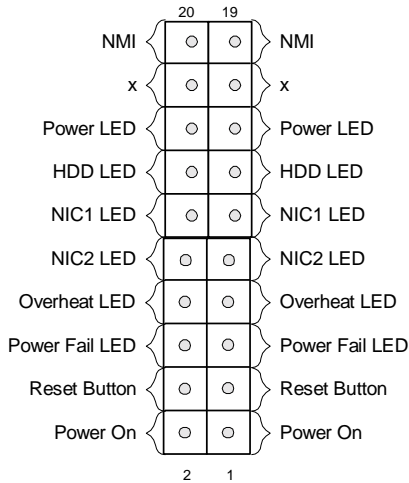 20 19
NMI NMI
x x
Power LED Power LED
HDD LED HDD LED
NIC1 LED NIC1 LED
NIC2 LED NIC2 LED
Overheat LED Overheat LED
Power Fail LED Power Fail LED
Reset Button Reset Button
Power On Power On
2 1